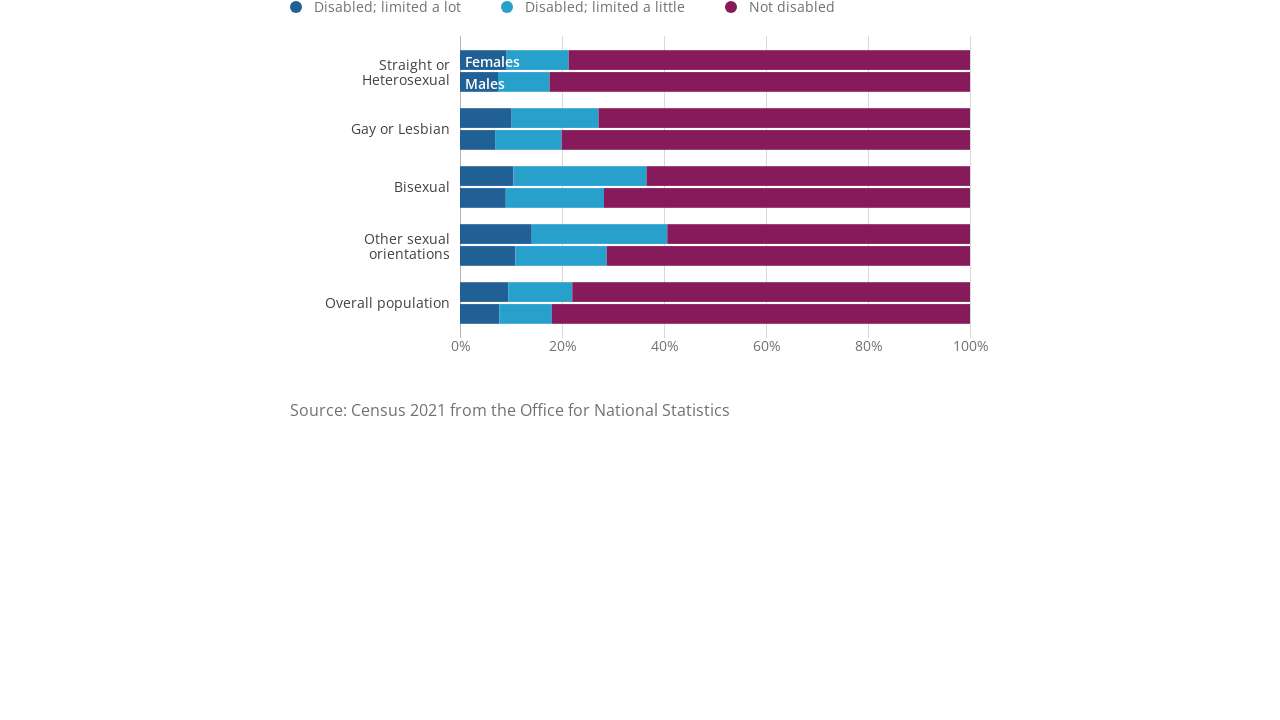 Disabled; limited a lot Disabled; limited a little Not disabled
Straight or
Heterosexual
Females
Males
Gay or Lesbian
Bisexual
Other sexual
orientations
Overall population
0% 20% 40% 60% 80% 100%
Source: Census 2021 from the Office for National Statistics